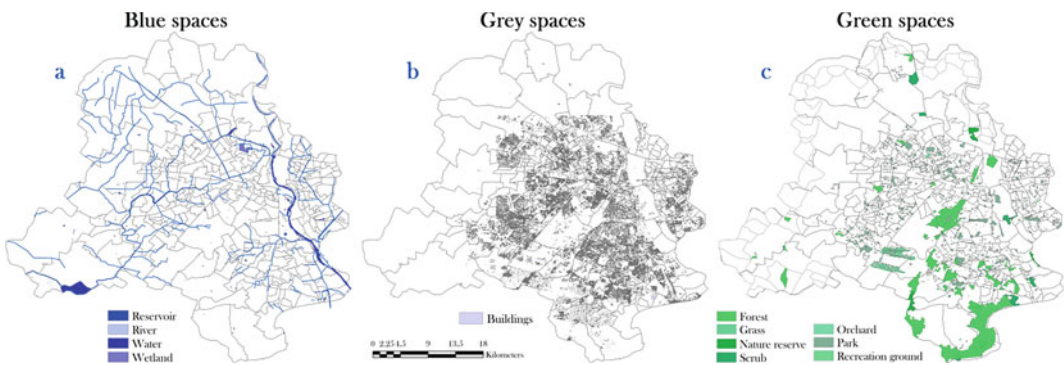 Blue spaces
Grey spaces
Green spaces
a
b
c
Reservoir
River
Water
Wetland
Buildings
0 2.25 4.5 9 13.5 18
Kilometers
Forest
Grass
Nature reserve
Scrub
Orchard
Park
Recreation ground